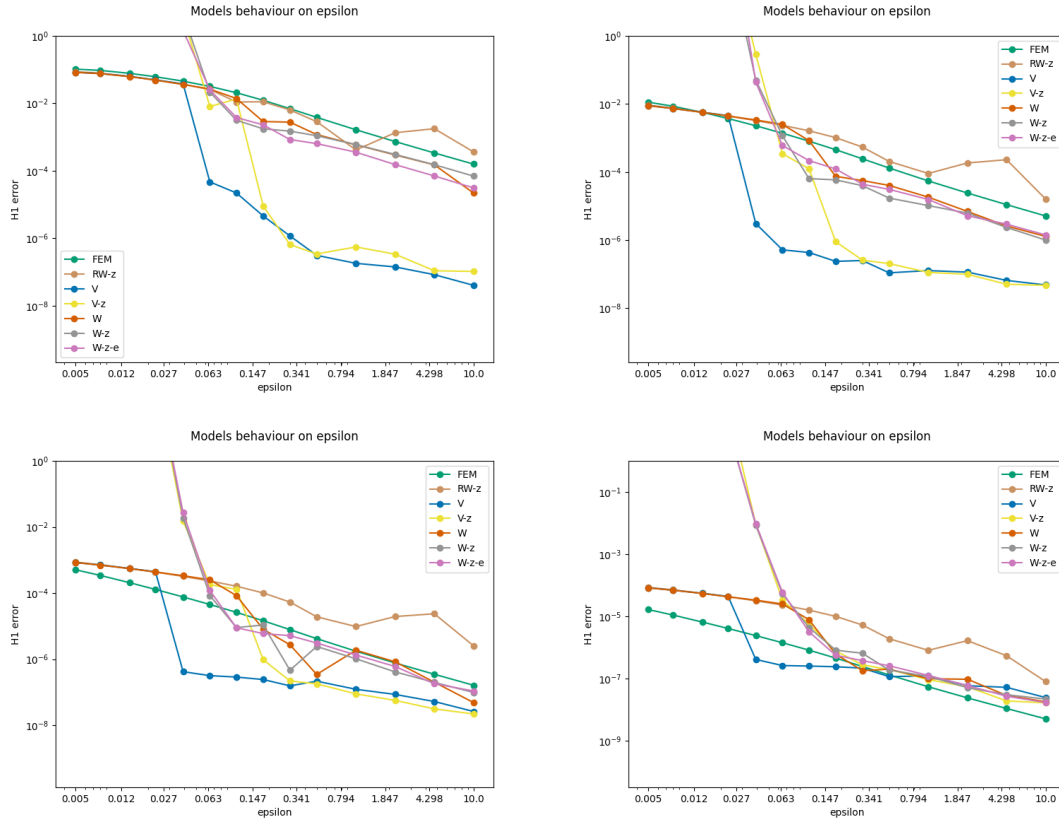 Models behaviour on epsilon
H1 error
10^0
10^-2
10^-4
10^-6
10^-8
FEM
RW-z
V
V-z
W
W-z
W-z-e
0.005 0.012 0.027 0.063 0.147 0.341 0.794 1.847 4.298 10.0
epsilon
Models behaviour on epsilon
H1 error
10^0
10^-2
10^-4
10^-6
10^-8
FEM
RW-z
V
V-z
W
W-z
W-z-e
0.005 0.012 0.027 0.063 0.147 0.341 0.794 1.847 4.298 10.0
epsilon
Models behaviour on epsilon
H1 error
10^0
10^-2
10^-4
10^-6
10^-8
FEM
RW-z
V
V-z
W
W-z
W-z-e
0.005 0.012 0.027 0.063 0.147 0.341 0.794 1.847 4.298 10.0
epsilon
Models behaviour on epsilon
H1 error
10^-1
10^-3
10^-5
10^-7
10^-9
FEM
RW-z
V
V-z
W
W-z
W-z-e
0.005 0.012 0.027 0.063 0.147 0.341 0.794 1.847 4.298 10.0
epsilon